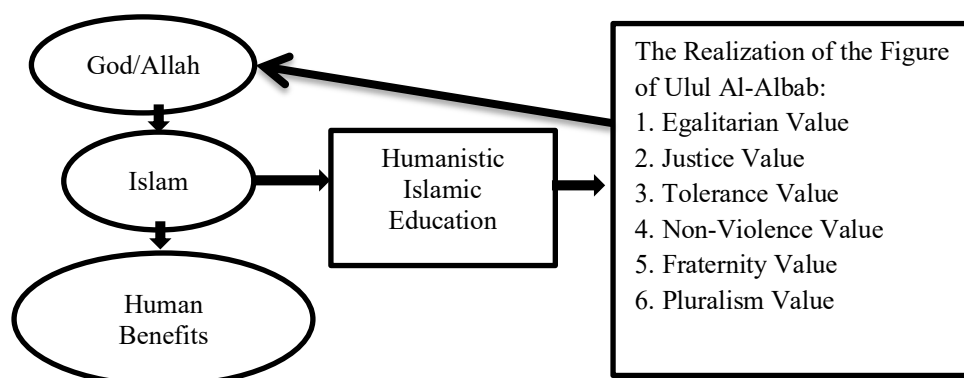 God/Allah
Islam
Human
Benefits
Humanistic
Islamic
Education
The Realization of the Figure
of Ulul Al-Albab:
1. Egalitarian Value
2. Justice Value
3. Tolerance Value
4. Non-Violence Value
5. Fraternity Value
6. Pluralism Value